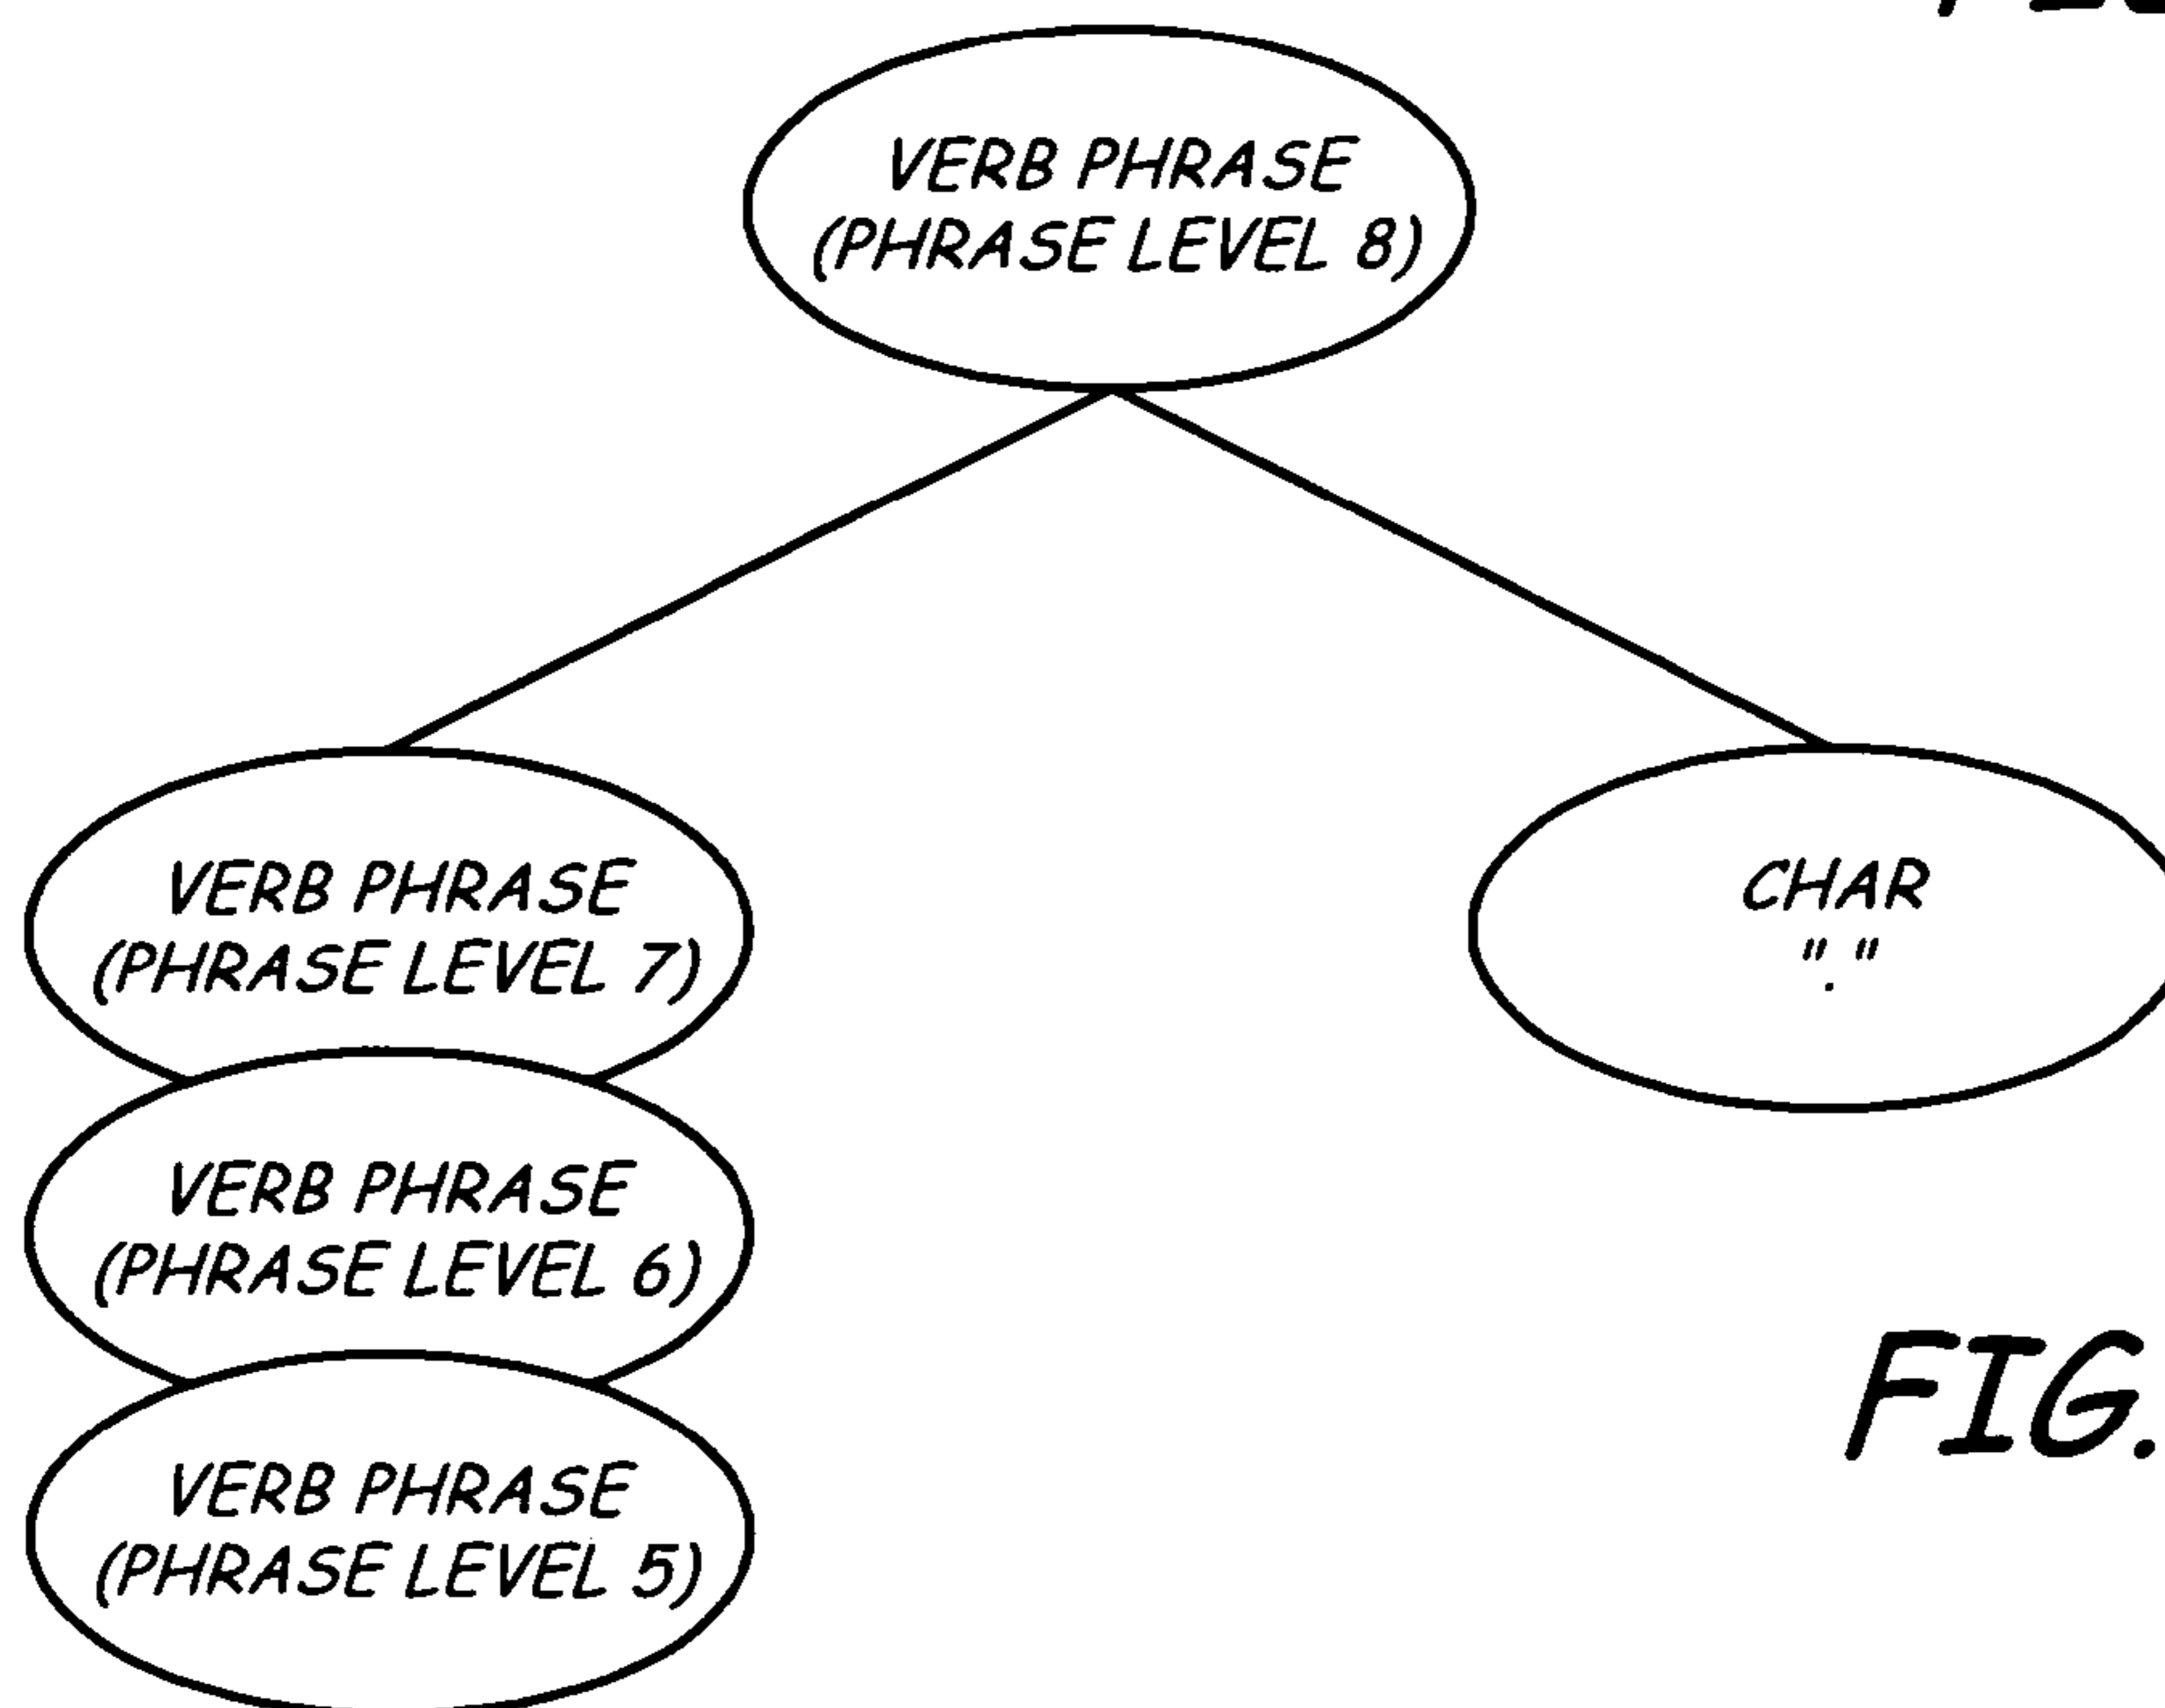 VERB PHRASE
(PHRASE LEVEL 8)
VERB PHRASE
(PHRASE LEVEL 7)
CHAR
"."
VERB PHRASE
(PHRASE LEVEL 6)
FIG.
VERB PHRASE
(PHRASE LEVEL 5)